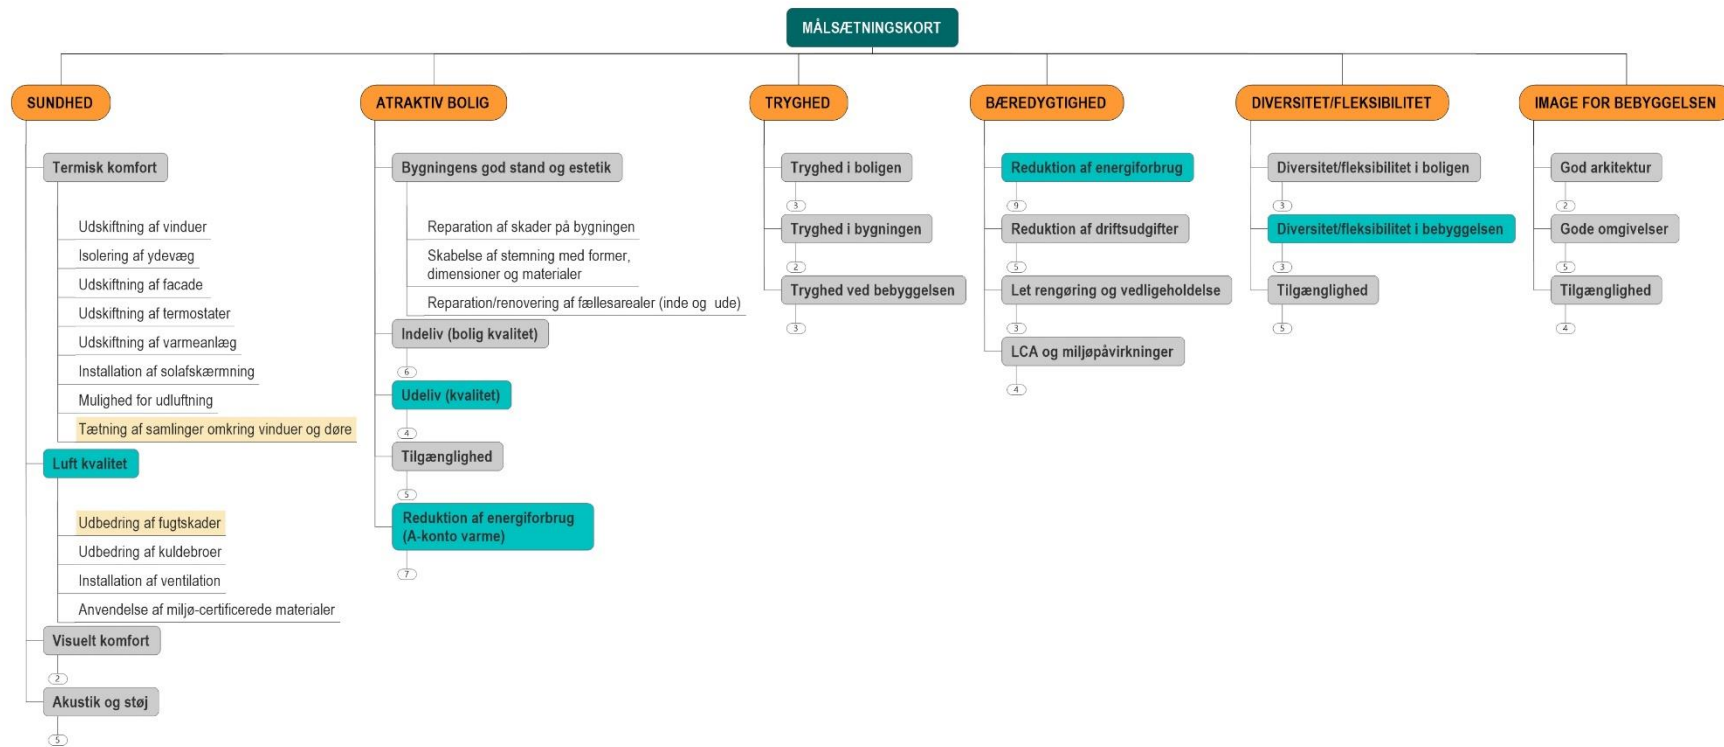 MÅLSÆTNINGSKORT
SUNDHED
Termisk komfort
Udskiftning af vinduer
Isolering af ydevæg
Udskiftning af facade
Udskiftning af termostater
Udskiftning af varmeanlæg
Installation af solafskærmning
Mulighed for udluftning
Tætning af samlinger omkring vinduer og døre
Luft kvalitet
Udbedring af fugtskader
Udbedring af kuldebroer
Installation af ventilation
Anvendelse af miljø-certificerede materialer
Visuelt komfort
2
Akustik og støj
5
ATRAKTIV BOLIG
Bygningens god stand og estetik
Reparation af skader på bygningen
Skabelse af stemning med former,
dimensioner og materialer
Reparation/renovering af fællesarealer (inde og ude)
Indeliv (bolig kvalitet)
6
Udeliv (kvalitet)
4
Tilgænglighed
5
Reduktion af energiforbrug
(A-konto varme)
7
TRYGHED
Tryghed i boligen
3
Tryghed i bygningen
2
Tryghed ved bebyggelsen
3
BÆREDYGTIGHED
Reduktion af energiforbrug
9
Reduktion af driftsudgifter
5
Let rengøring og vedligeholdelse
3
LCA og miljøpåvirkninger
4
DIVERSITET/FLEKSIBILITET
Diversitet/fleksibilitet i boligen
3
Diversitet/fleksibilitet i bebyggelsen
3
Tilgænglighed
5
IMAGE FOR BEBYGGELSEN
God arkitektur
2
Gode omgivelser
5
Tilgænglighed
4